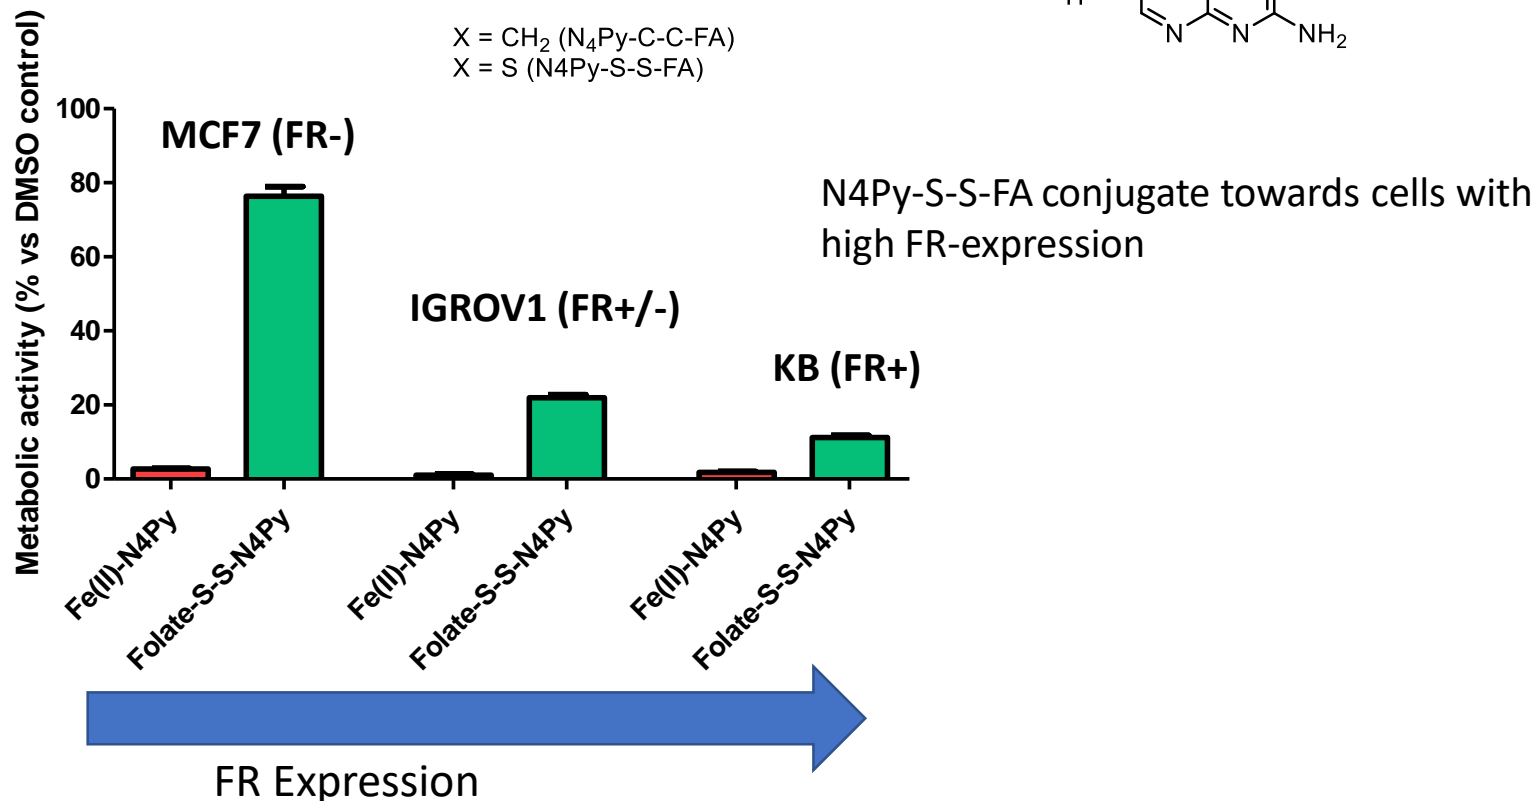 H
N
N
NH2
X = CH2 (N4Py-C-C-FA)
X = S (N4Py-S-S-FA)
Metabolic activity (% vs DMSO control)
100
80
60
40
20
0
MCF7 (FR-)
IGROV1 (FR+/-)
KB (FR+)
N4Py-S-S-FA conjugate towards cells with
high FR-expression
Fe(II)-N4Py
Folate-S-S-N4Py
Fe(II)-N4Py
Folate-S-S-N4Py
Fe(II)-N4Py
Folate-S-S-N4Py
FR Expression